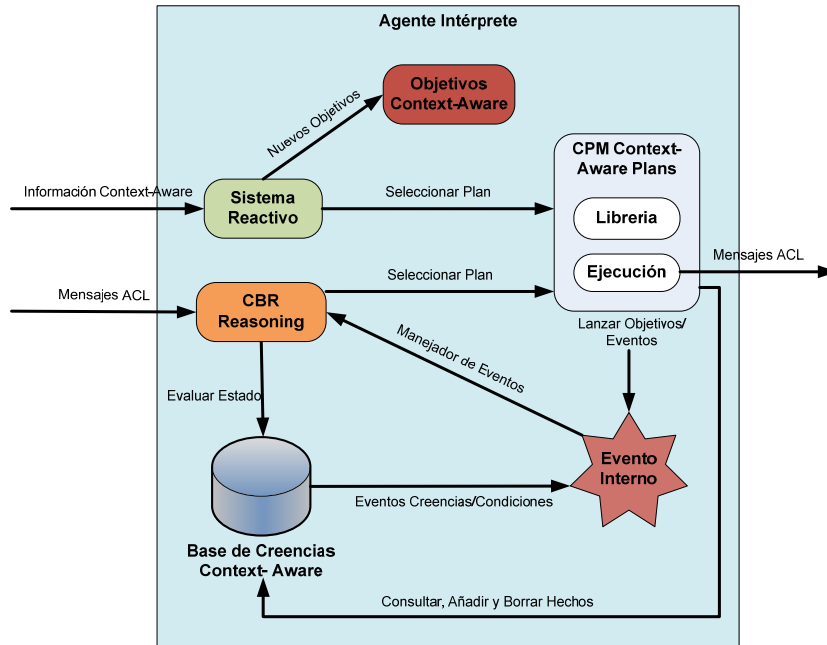 Agente Intérprete
Objetivos
Context-Aware
Nuevos Objetivos
CPM Context-
Aware Plans
Información Context-Aware
Sistema
Reactivo
Seleccionar Plan
Libreria
Mensajes ACL
Ejecución
Seleccionar Plan
Mensajes ACL
CBR
Reasoning
Lanzar Objetivos/
Eventos
Manejador de Eventos
Evaluar Estado
Evento
Interno
Eventos Creencias/Condiciones
Base de Creencias
Context- Aware
Consultar, Añadir y Borrar Hechos